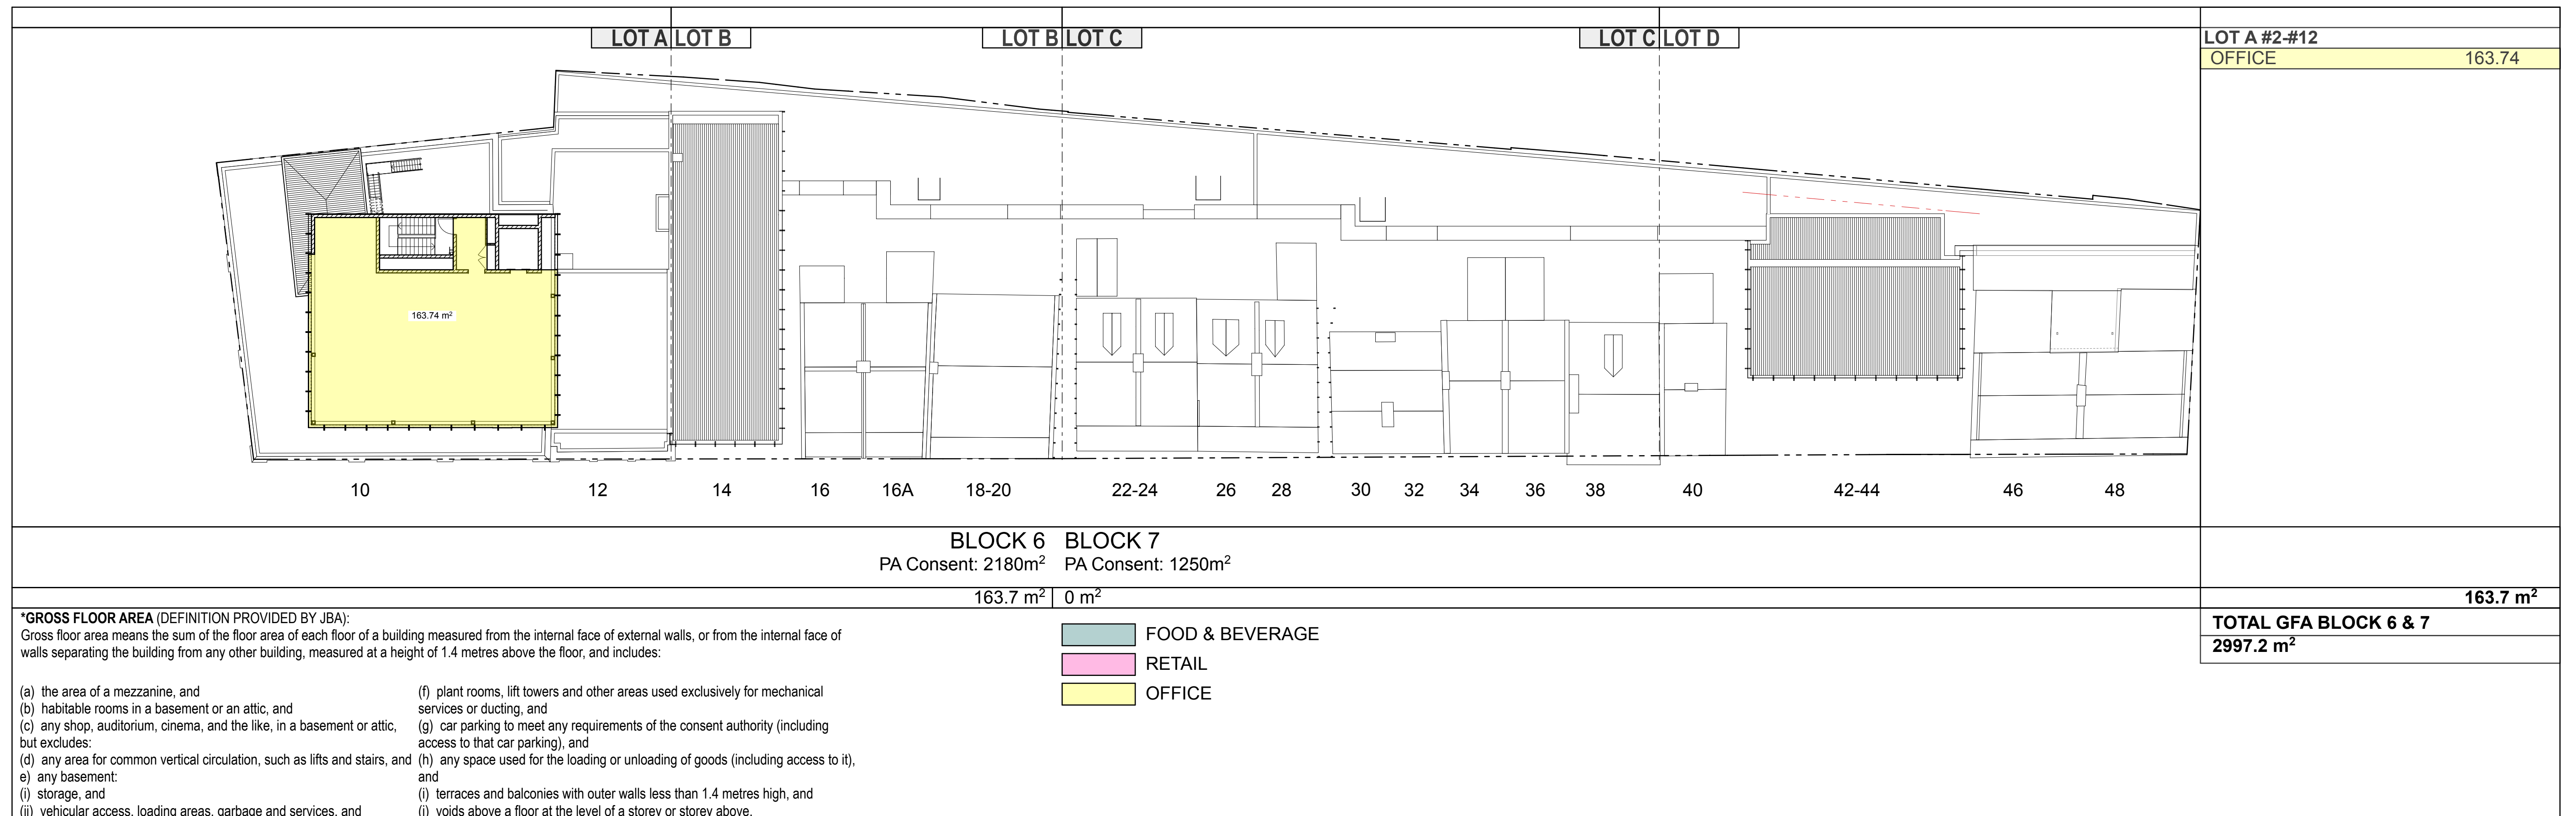 LOT A LOT B
LOT B LOT C
LOT C LOT D
LOT A #2-#12
OFFICE 163.74
163.74 m²
10 12 14 16 16A 18-20 22-24 26 28 30 32 34 36 38 40 42-44 46 48
BLOCK 6 BLOCK 7
PA Consent: 2180m² PA Consent: 1250m²
163.7 m² 0 m² 163.7 m²
*GROSS FLOOR AREA (DEFINITION PROVIDED BY JBA):
Gross floor area means the sum of the floor area of each floor of a building measured from the internal face of external walls, or from the internal face of
walls separating the building from any other building, measured at a height of 1.4 metres above the floor, and includes:
(a) the area of a mezzanine, and
(b) habitable rooms in a basement or an attic, and
(c) any shop, auditorium, cinema, and the like, in a basement or attic,
but excludes:
(d) any area for common vertical circulation, such as lifts and stairs, and
e) any basement:
(i) storage, and
(ii) vehicular access, loading areas, garbage and services, and
(f) plant rooms, lift towers and other areas used exclusively for mechanical
services or ducting, and
(g) car parking to meet any requirements of the consent authority (including
access to that car parking), and
(h) any space used for the loading or unloading of goods (including access to it),
and
(i) terraces and balconies with outer walls less than 1.4 metres high, and
(j) voids above a floor at the level of a storey or storey above.
FOOD & BEVERAGE
RETAIL
OFFICE
TOTAL GFA BLOCK 6 & 7
2997.2 m²